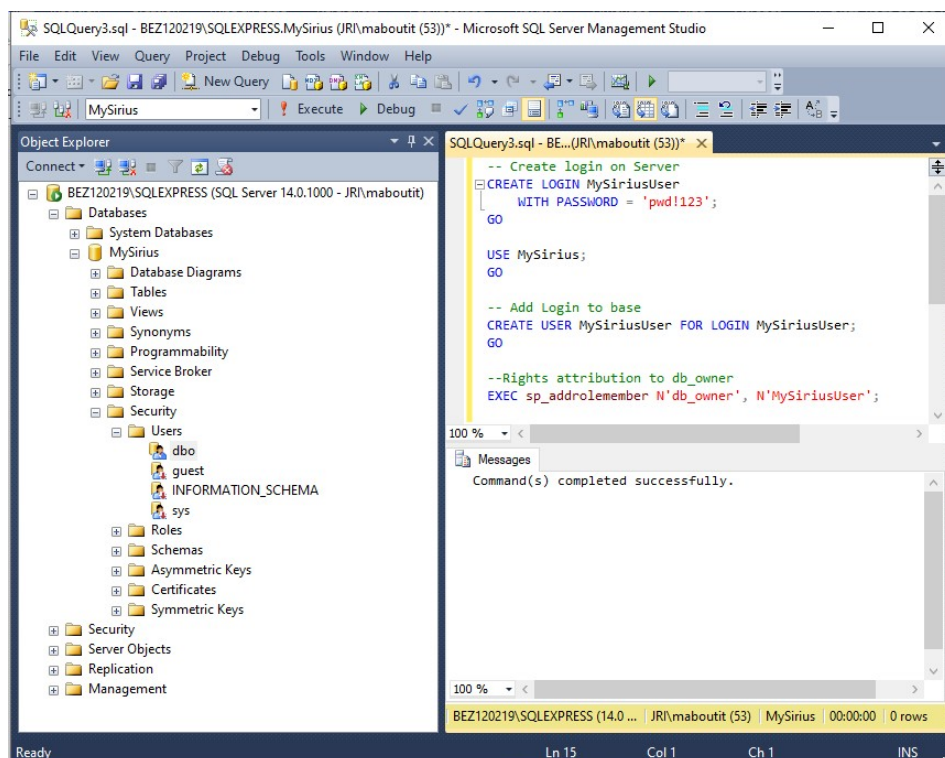 SQLQuery3.sql - BEZ120219\SQLEXPRESS.MySirius (JRI\maboutit (53))* - Microsoft SQL Server Management Studio
File Edit View Query Project Debug Tools Window Help
New Query
MySirius Execute Debug
Object Explorer
Connect
BEZ120219\SQLEXPRESS (SQL Server 14.0.1000 - JRI\maboutit)
Databases
System Databases
MySirius
Database Diagrams
Tables
Views
Synonyms
Programmability
Service Broker
Storage
Security
Users
dbo
guest
INFORMATION_SCHEMA
sys
Roles
Schemas
Asymmetric Keys
Certificates
Symmetric Keys
Security
Server Objects
Replication
Management
SQLQuery3.sql - BE...(JRI\maboutit (53))*
-- Create login on Server
CREATE LOGIN MySiriusUser
WITH PASSWORD = 'pwd!123';
GO
USE MySirius;
GO
-- Add Login to base
CREATE USER MySiriusUser FOR LOGIN MySiriusUser;
GO
--Rights attribution to db_owner
EXEC sp_addrolemember N'db_owner', N'MySiriusUser';
100 %
Messages
Command(s) completed successfully.
100 %
BEZ120219\SQLEXPRESS (14.0 ... JRI\maboutit (53) MySirius 00:00:00 0 rows
Ready Ln 15 Col 1 Ch 1 INS